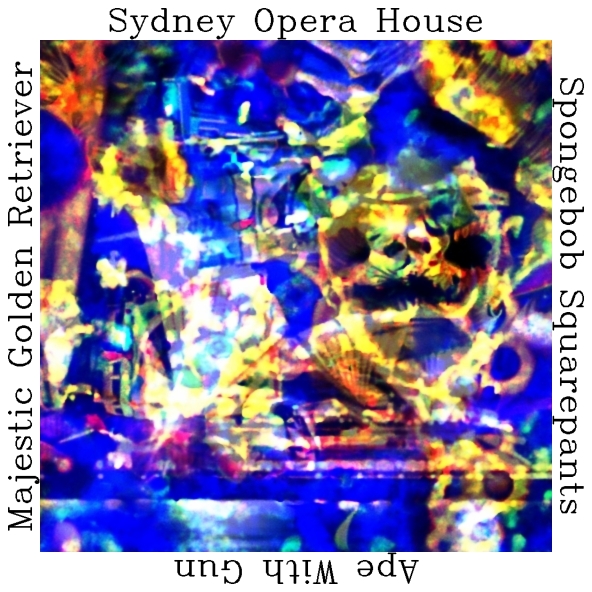 Sydney Opera House
Majestic Golden Retriever
Spongebob Squarepants
Ape With Gun